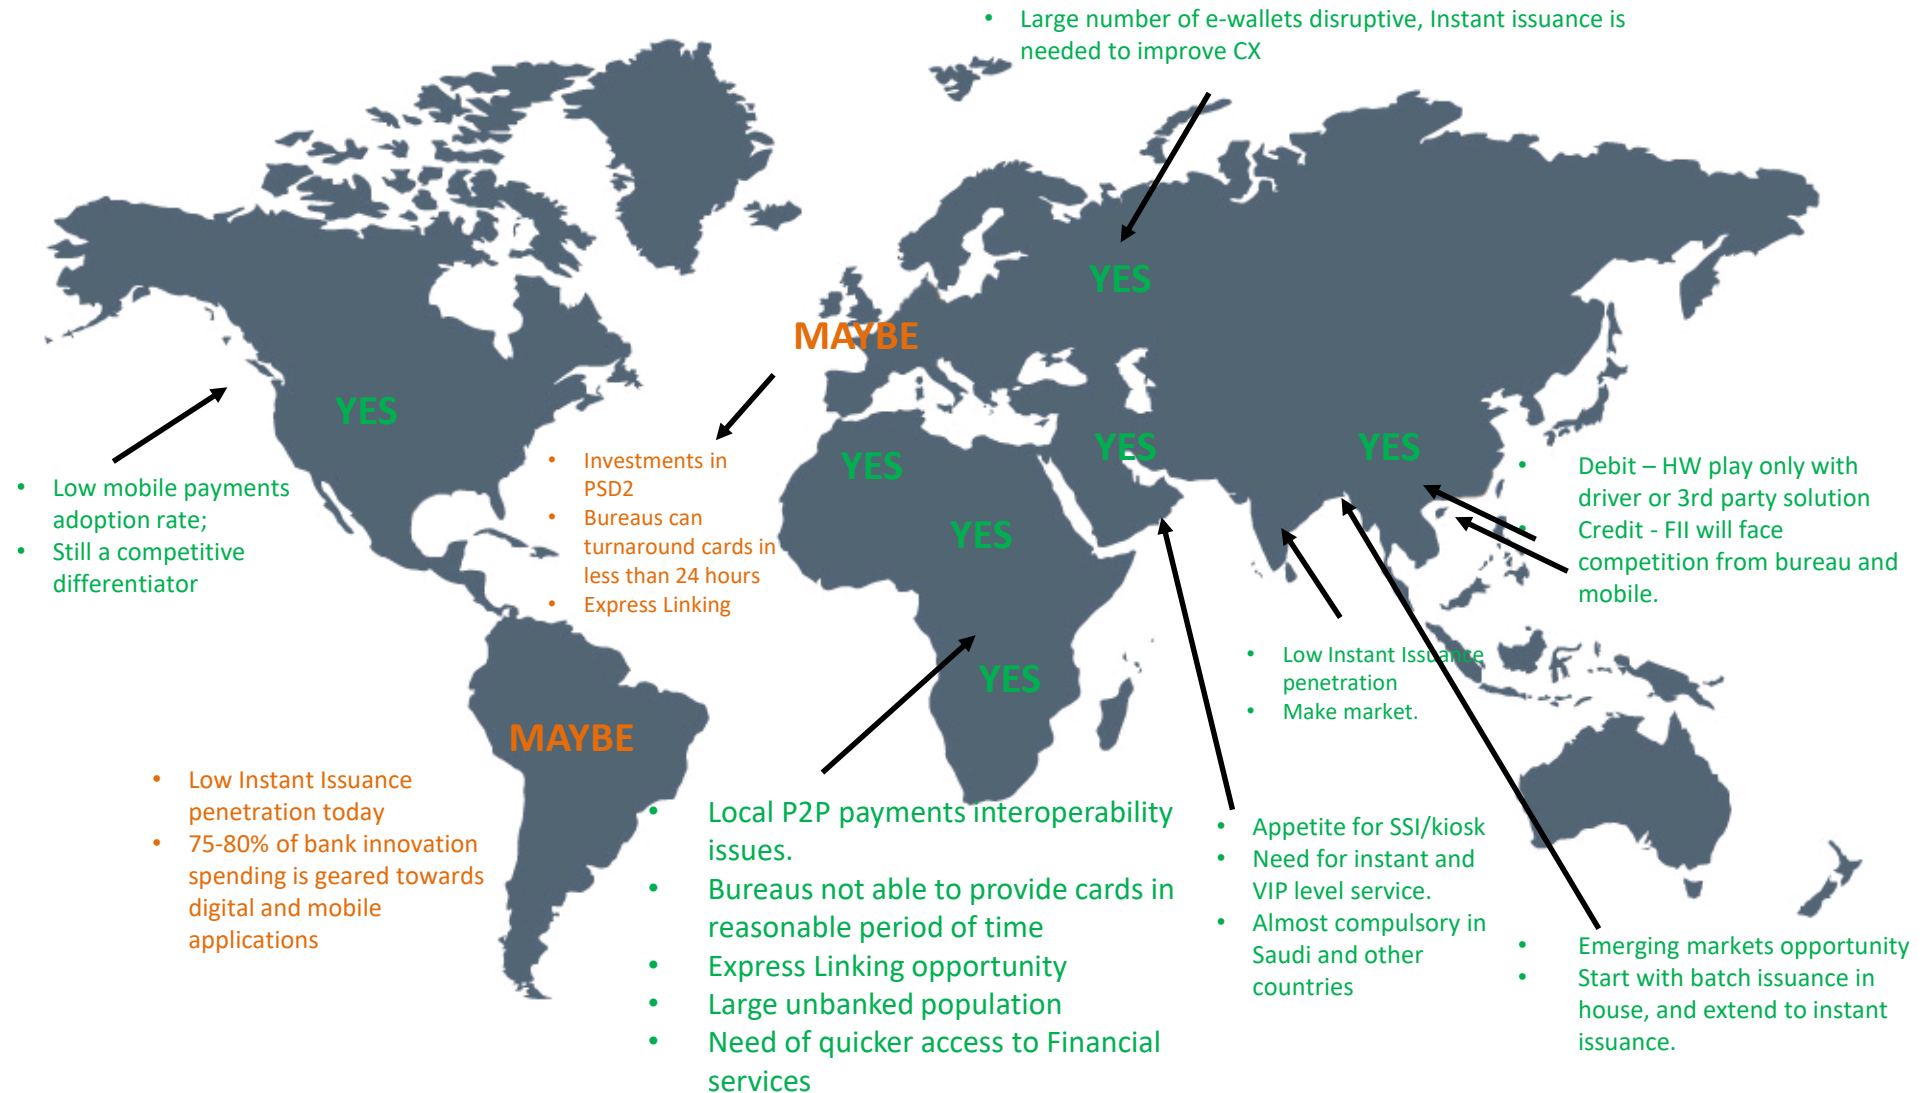 • Large number of e-wallets disruptive, Instant issuance is
needed to improve CX
YES
MAYBE
YES
YES
YES
YES
YES
YES
MAYBE
• Low mobile payments
adoption rate;
• Still a competitive
differentiator
• Investments in
PSD2
• Bureaus can
turnaround cards in
less than 24 hours
• Express Linking
• Debit – HW play only with
driver or 3rd party solution
• Credit - FII will face
competition from bureau and
mobile.
• Low Instant Issuance
penetration
• Make market.
• Low Instant Issuance
penetration today
• 75-80% of bank innovation
spending is geared towards
digital and mobile
applications
• Local P2P payments interoperability
issues.
• Bureaus not able to provide cards in
reasonable period of time
• Express Linking opportunity
• Large unbanked population
• Need of quicker access to Financial
services
• Appetite for SSI/kiosk
• Need for instant and
VIP level service.
• Almost compulsory in
Saudi and other
countries
• Emerging markets opportunity
• Start with batch issuance in
house, and extend to instant
issuance.